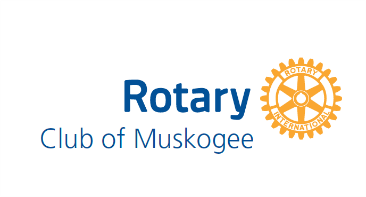 Rotary
Club of Muskogee
ROTARY
INTERNATIONAL